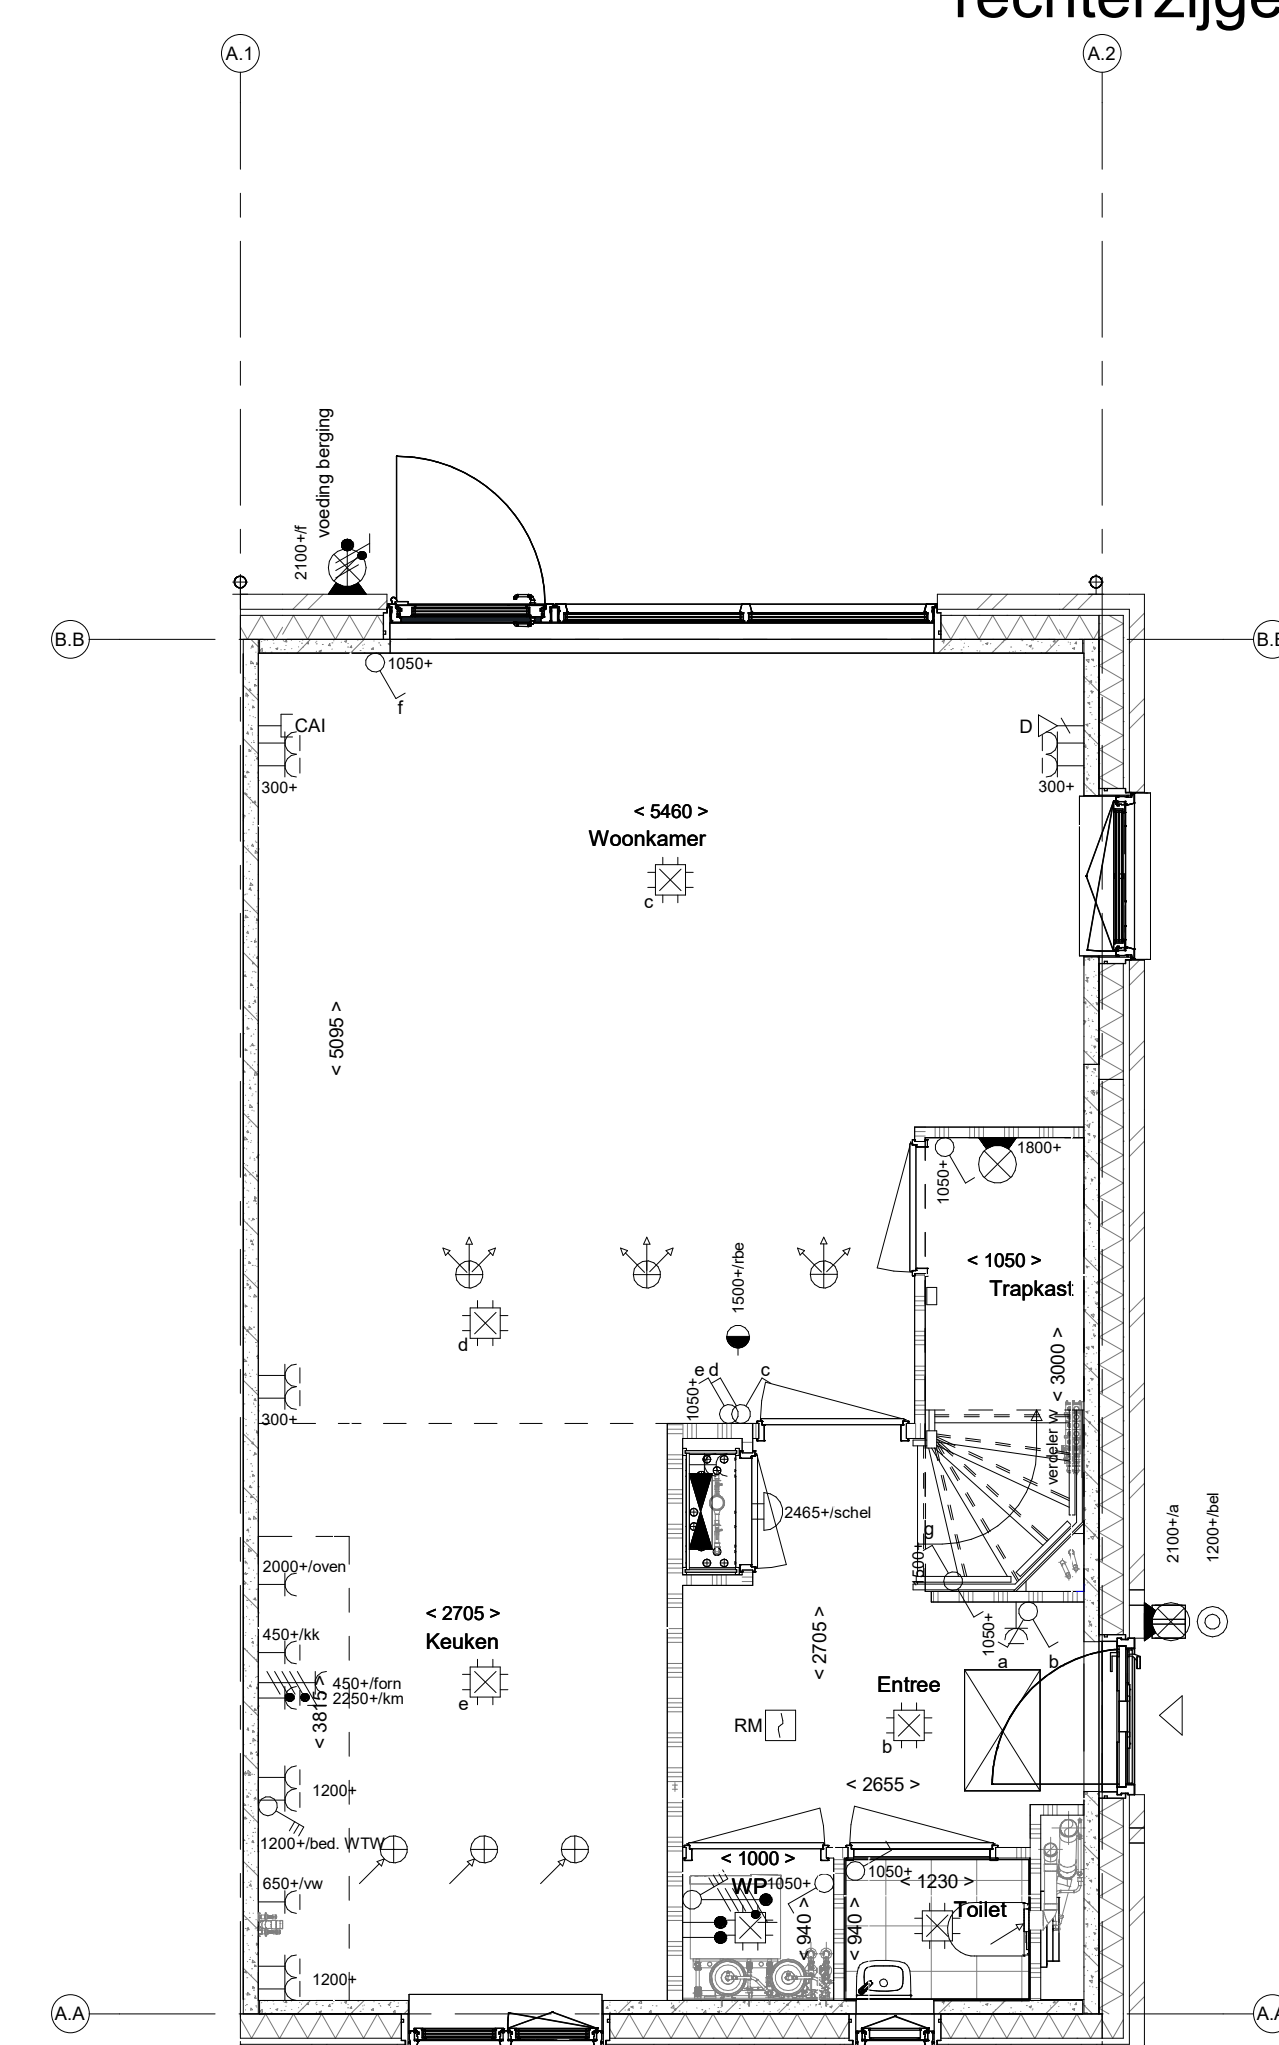 rechterzijge
A.1
A.2
voeding berging
2100+/f
B.B
B.B
1050+
f
CAI
D
300+
300+
< 5460 >
Woonkamer
c
< 5095 >
1050+
1800+
< 1050 >
Trapkast
1500+/rbe
d
< 3000 >
verdeler vv
e d
c
1050+
300+
2465+/schel
g
1500+
2100+/a
1200+/bel
2000+/oven
< 2705 >
Keuken
450+/kk
< 2705 >
1050+
a
b
450+/forn
2250+/km
< 3815 >
e
Entree
RM
b
1200+
< 2655 >
1200+/bed. WTW
< 1000 >
WP
1050+
1050+
< 1230 >
650+/vw
Toilet
< 940 >
< 940 >
1200+
A.A
A.A